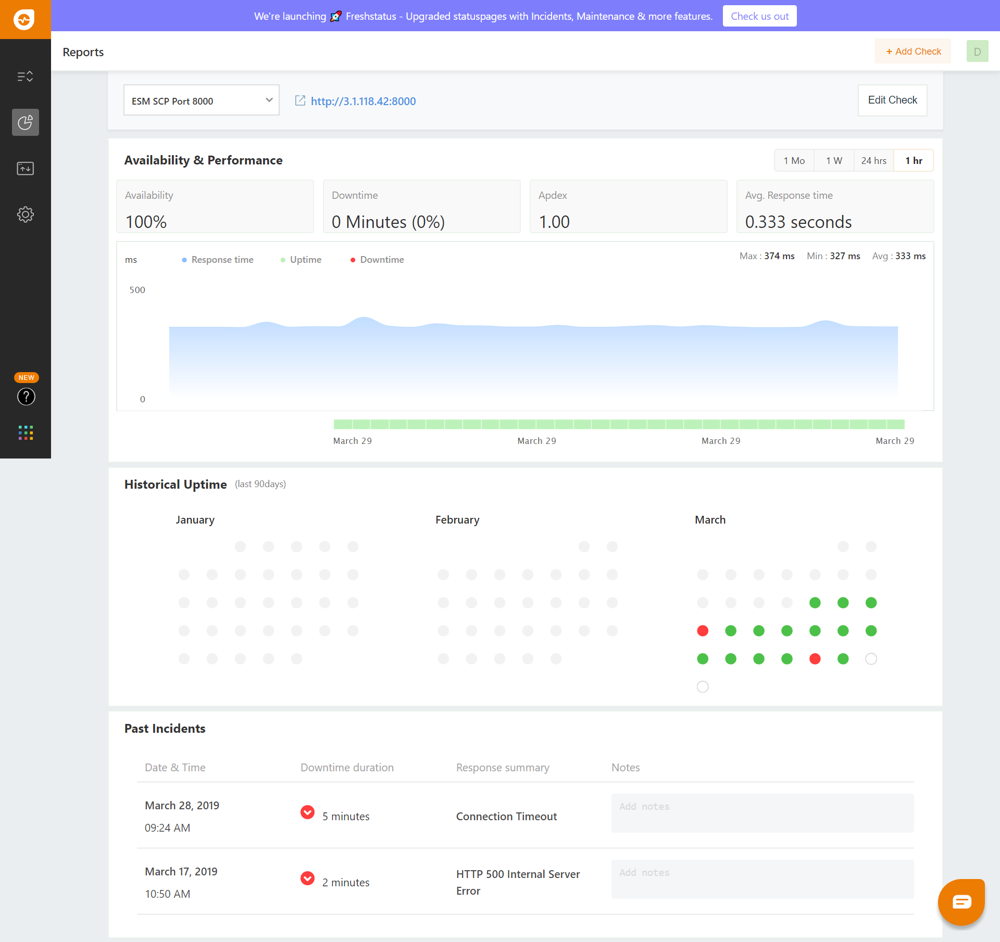 We're launching 🚀 Freshstatus - Upgraded statuspages with Incidents, Maintenance & more features.
Check us out
Reports
+ Add Check
D
ESM SCP Port 8000
http://3.1.118.42:8000
Edit Check
Availability & Performance
1 Mo
1 W
24 hrs
1 hr
Availability
100%
Downtime
0 Minutes (0%)
Apdex
1.00
Avg. Response time
0.333 seconds
ms
Response time
Uptime
Downtime
Max : 374 ms
Min : 327 ms
Avg : 333 ms
500
0
March 29
March 29
March 29
March 29
NEW
?
Historical Uptime (last 90days)
January
February
March
Past Incidents
Date & Time
Downtime duration
Response summary
Notes
March 28, 2019
09:24 AM
5 minutes
Connection Timeout
Add notes
March 17, 2019
10:50 AM
2 minutes
HTTP 500 Internal Server
Error
Add notes